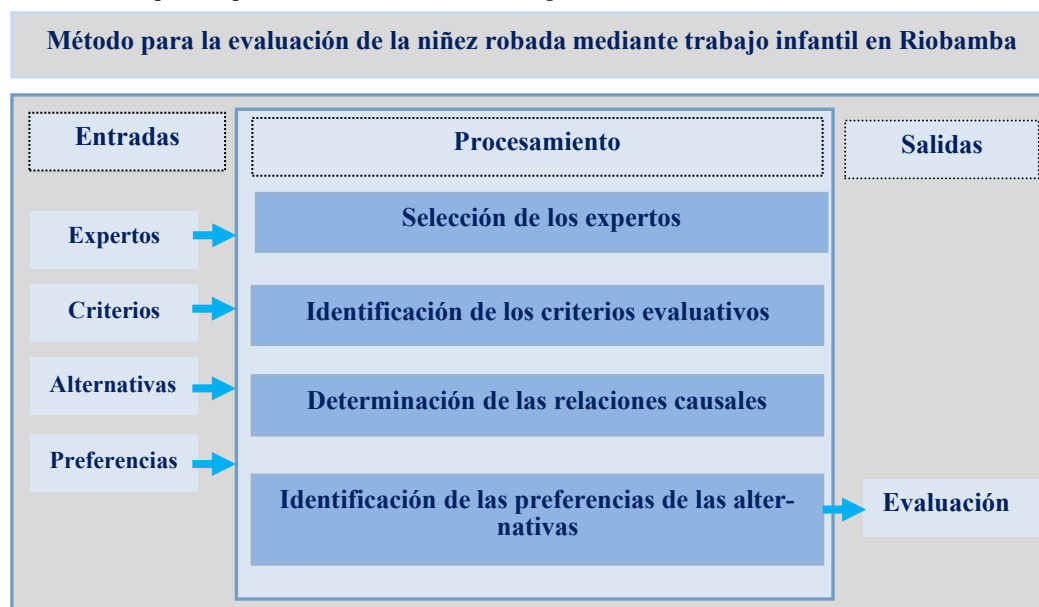 Método para la evaluación de la niñez robada mediante trabajo infantil en Riobamba
Entradas
Procesamiento
Salidas
Expertos
Selección de los expertos
Criterios
Identificación de los criterios evaluativos
Alternativas
Determinación de las relaciones causales
Preferencias
Identificación de las preferencias de las alter-
nativas
Evaluación